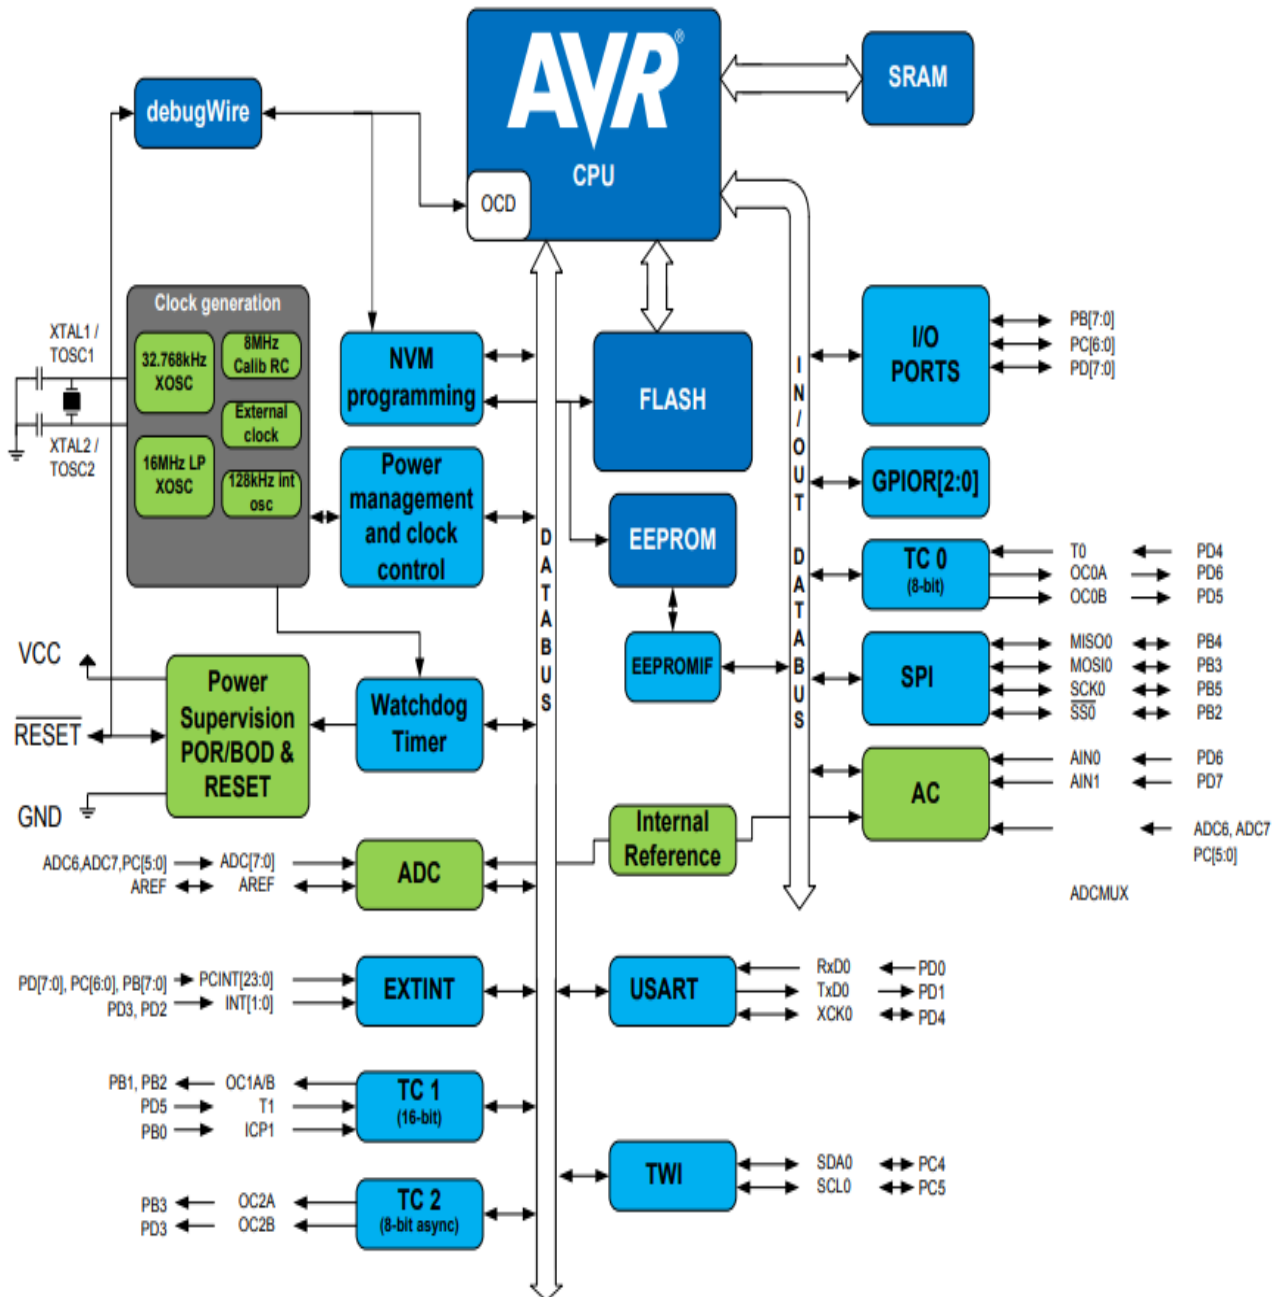 AVR®
CPU
OCD
SRAM
debugWire
Clock generation
32.768kHz
XOSC
8MHz
Calib RC
External
clock
16MHz LP
XOSC
128kHz int
osc
XTAL1 /
TOSC1
XTAL2 /
TOSC2
NVM
programming
Power
management
and clock
control
FLASH
EEPROM
EEPROMIF
DATABUS
IN/OUT DATABUS
I/O
PORTS
PB[7:0]
PC[6:0]
PD[7:0]
GPIOR[2:0]
TC 0
(8-bit)
T0 PD4
OC0A PD6
OC0B PD5
SPI
MISO0 PB4
MOSI0 PB3
SCK0 PB5
SS0 PB2
AC
AIN0 PD6
AIN1 PD7
ADC6, ADC7
PC[5:0]
ADCMUX
VCC
RESET
GND
Power
Supervision
POR/BOD &
RESET
Watchdog
Timer
Internal
Reference
ADC6,ADC7,PC[5:0] ADC[7:0]
AREF AREF
ADC
PD[7:0], PC[6:0], PB[7:0] PCINT[23:0]
PD3, PD2 INT[1:0]
EXTINT
USART
RxD0 PD0
TxD0 PD1
XCK0 PD4
PB1, PB2 OC1A/B
PD5 T1
PB0 ICP1
TC 1
(16-bit)
TWI
SDA0 PC4
SCL0 PC5
PB3 OC2A
PD3 OC2B
TC 2
(8-bit async)